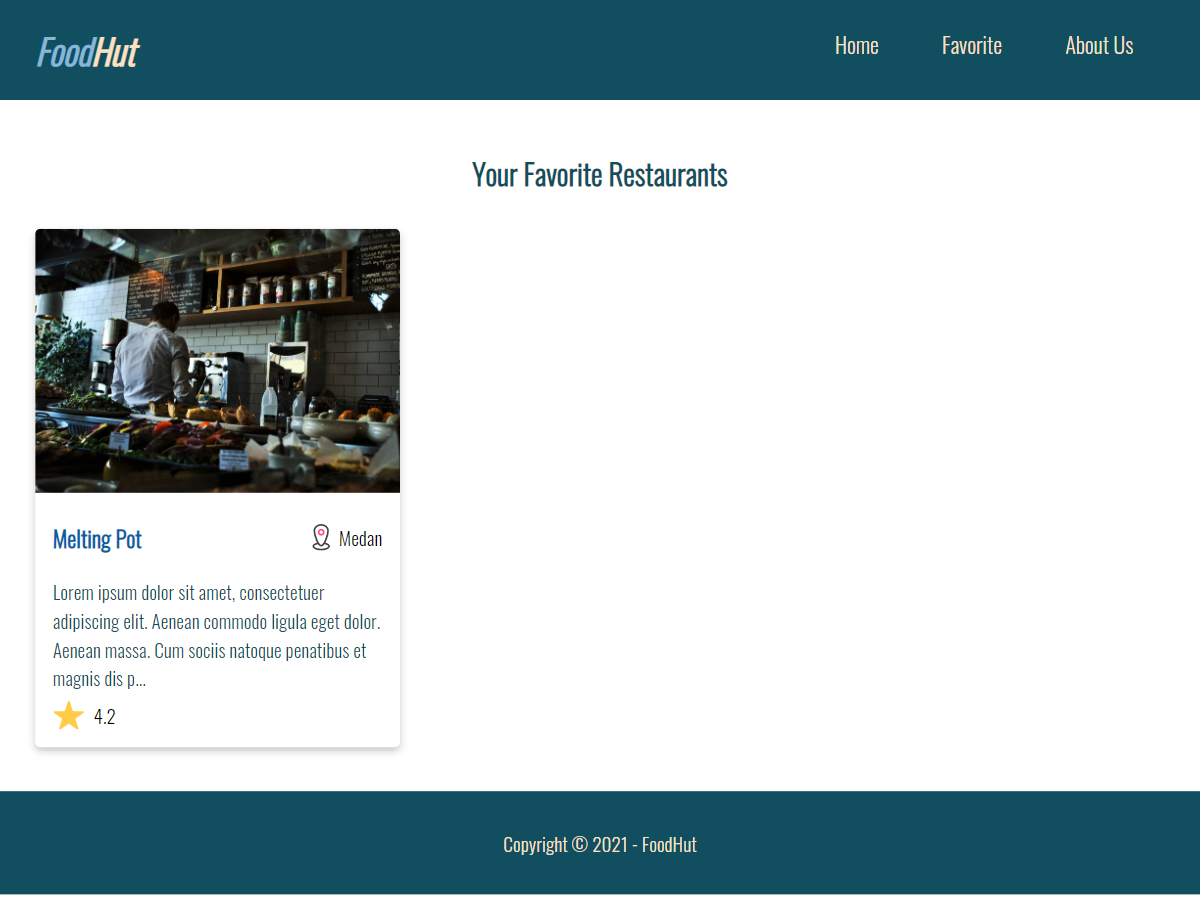 FoodHut
Home
Favorite
About Us
Your Favorite Restaurants
Melting Pot
Medan
Lorem ipsum dolor sit amet, consectetuer
adipiscing elit. Aenean commodo ligula eget dolor.
Aenean massa. Cum sociis natoque penatibus et
magnis dis p...
4.2
Copyright © 2021 - FoodHut